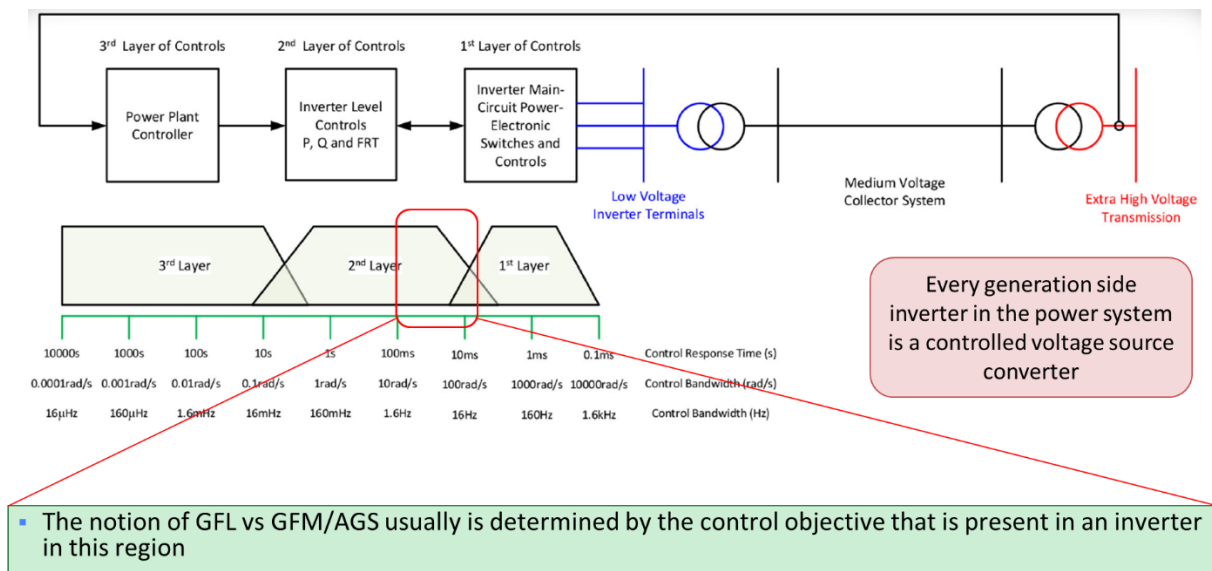 3rd Layer of Controls
2nd Layer of Controls
1st Layer of Controls
Power Plant
Controller
Inverter Level
Controls
P, Q and FRT
Inverter Main-
Circuit Power-
Electronic
Switches and
Controls
Low Voltage
Inverter Terminals
Medium Voltage
Collector System
Extra High Voltage
Transmission
3rd Layer
2nd Layer
1st Layer
Every generation side
inverter in the power system
is a controlled voltage source
converter
10000s 1000s 100s 10s 1s 100ms 10ms 1ms 0.1ms Control Response Time (s)
0.0001rad/s 0.001rad/s 0.01rad/s 0.1rad/s 1rad/s 10rad/s 100rad/s 1000rad/s 10000rad/s Control Bandwidth (rad/s)
16µHz 160µHz 1.6mHz 16mHz 160mHz 1.6Hz 16Hz 160Hz 1.6kHz Control Bandwidth (Hz)
▪ The notion of GFL vs GFM/AGS usually is determined by the control objective that is present in an inverter
in this region